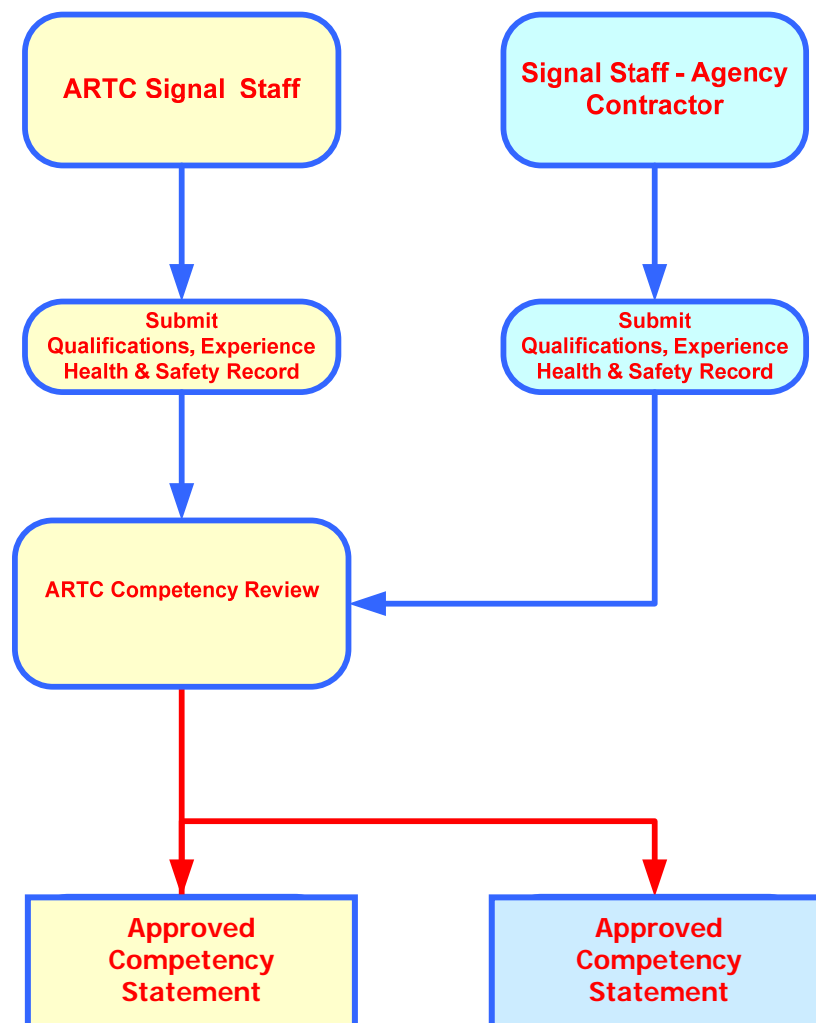 ARTC Signal  Staff
Signal Staff - Agency
Contractor
Submit
Qualifications, Experience
Health & Safety Record
Submit
Qualifications, Experience
Health & Safety Record
ARTC Competency Review
Approved
Competency
Statement
Approved
Competency
Statement